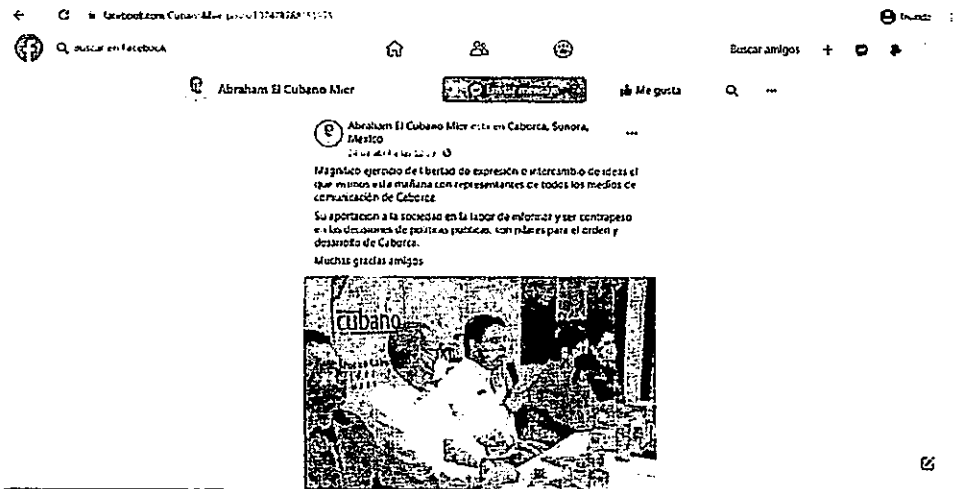 Buscar en Facebook
Buscar amigos
Abraham El Cubano Mier
Me gusta
Abraham El Cubano Mier está en Caborca, Sonora,
México
Magnífico ejercicio de libertad de expresión e intercambio de ideas el
que tuvimos esta mañana con representantes de todos los medios de
comunicación de Caborca
Su aportación a la sociedad en la labor de informar y ser contrapeso
en las decisiones de políticas públicas, son pilares para el orden y
desarrollo de Caborca.
Muchas gracias amigos
cubano